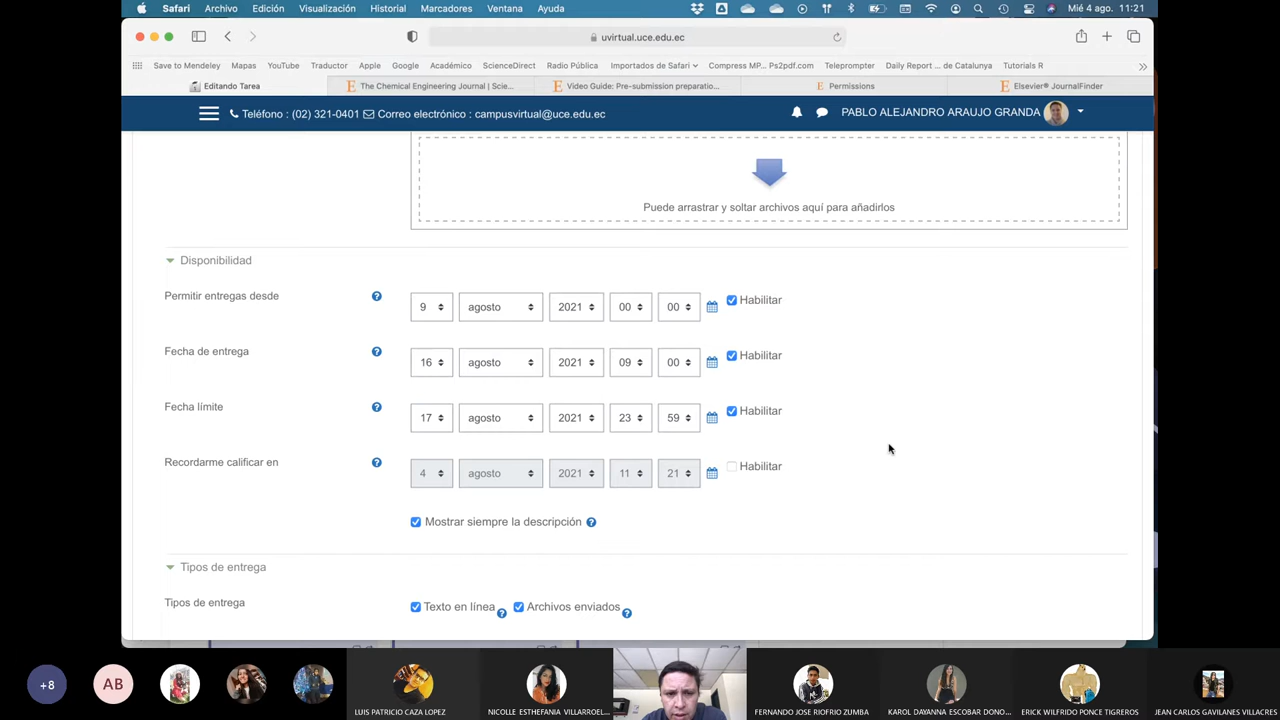 Safari Archivo Edición Visualización Historial Marcadores Ventana Ayuda Mié 4 ago. 11:21
uvirtual.uce.edu.ec
Save to Mendeley Mapas YouTube Traductor Apple Google Académico ScienceDirect Radio Pública Importados de Safari Compress MP... Ps2pdf.com Teleprompter Daily Report ... de Catalunya Tutorials R
Editando Tarea The Chemical Engineering Journal | Scie... Video Guide: Pre-submission preparatio... Permissions Elsevier® JournalFinder
Teléfono : (02) 321-0401 Correo electrónico : campusvirtual@uce.edu.ec PABLO ALEJANDRO ARAUJO GRANDA
Puede arrastrar y soltar archivos aquí para añadirlos
Disponibilidad
Permitir entregas desde ? 9 agosto 2021 00 00 Habilitar
Fecha de entrega ? 16 agosto 2021 09 00 Habilitar
Fecha límite ? 17 agosto 2021 23 59 Habilitar
Recordarme calificar en ? 4 agosto 2021 11 21 Habilitar
Mostrar siempre la descripción ?
Tipos de entrega
Tipos de entrega Texto en línea ? Archivos enviados ?
+8 AB
LUIS PATRICIO CAZA LOPEZ NICOLLE ESTHEFANIA VILLARROEL... FERNANDO JOSE RIOFRIO ZUMBA KAROL DAYANNA ESCOBAR DONO... ERICK WILFRIDO PONCE TIGREROS JEAN CARLOS GAVILANES VILLACRES